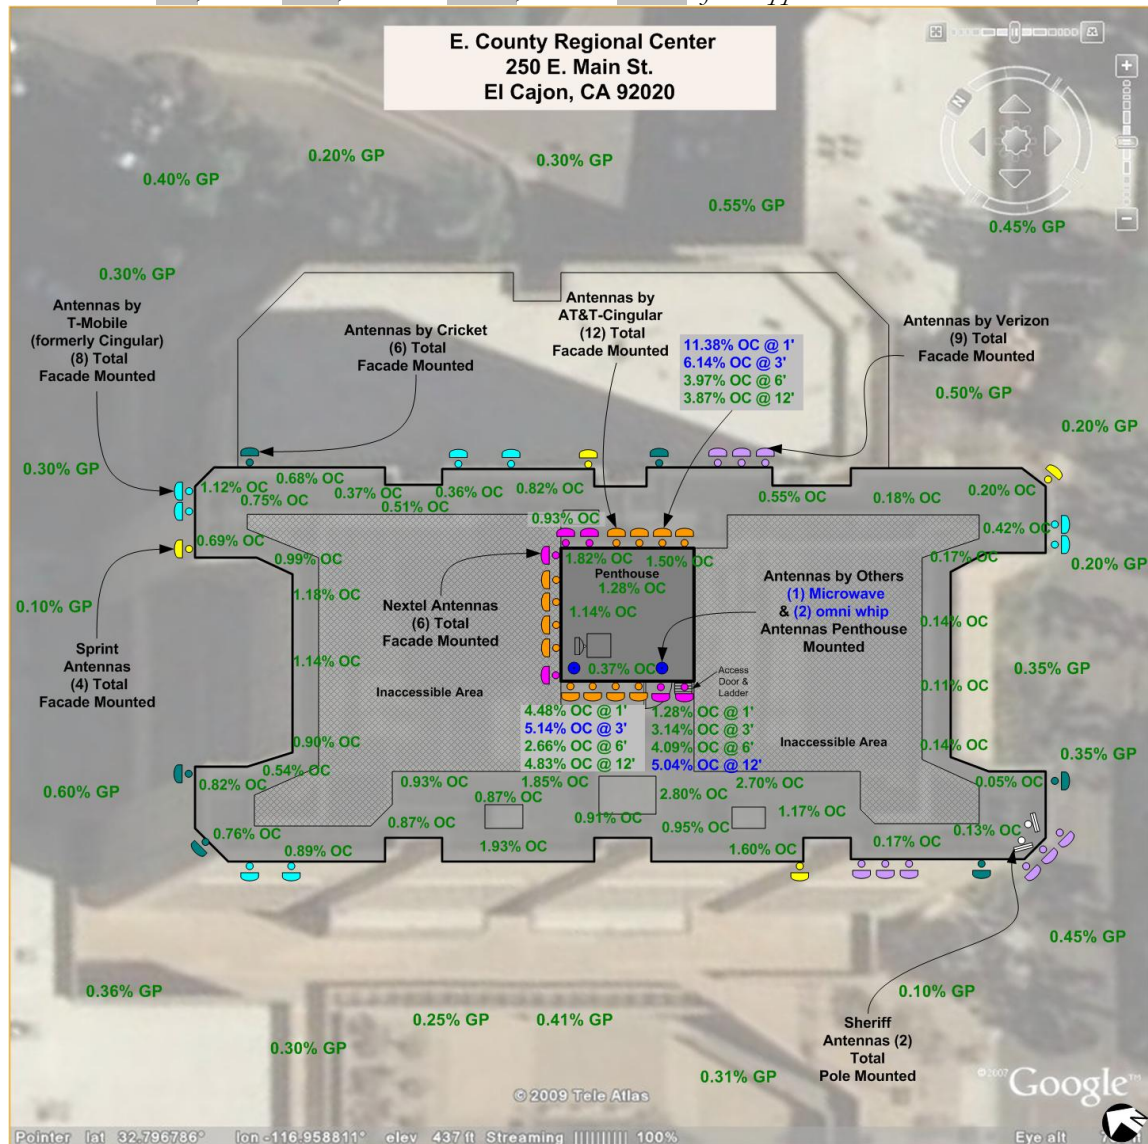 E. County Regional Center
250 E. Main St.
El Cajon, CA 92020
0.20% GP
0.30% GP
0.40% GP
0.55% GP
0.45% GP
N
0.30% GP
Antennas by
T-Mobile
(formerly Cingular)
(8) Total
Facade Mounted
Antennas by Cricket
(6) Total
Facade Mounted
Antennas by
AT&T-Cingular
(12) Total
Facade Mounted
11.38% OC @ 1'
6.14% OC @ 3'
3.97% OC @ 6'
3.87% OC @ 12'
Antennas by Verizon
(9) Total
Facade Mounted
0.50% GP
0.20% GP
0.30% GP
1.12% OC
0.68% OC
0.75% OC
0.37% OC
0.51% OC
0.36% OC
0.82% OC
0.55% OC
0.18% OC
0.20% OC
0.93% OC
0.42% OC
0.69% OC
0.99% OC
1.82% OC
1.50% OC
0.17% OC
0.20% GP
Penthouse
1.28% OC
1.18% OC
0.10% GP
1.14% OC
Nextel Antennas
(6) Total
Facade Mounted
Antennas by Others
(1) Microwave
& (2) omni whip
Antennas Penthouse
Mounted
0.14% OC
Sprint
Antennas
(4) Total
Facade Mounted
1.14% OC
0.37% OC
Access
Door &
Ladder
0.11% OC
0.35% GP
Inaccessible Area
4.48% OC @ 1'
5.14% OC @ 3'
2.66% OC @ 6'
4.83% OC @ 12'
1.28% OC @ 1'
3.14% OC @ 3'
4.09% OC @ 6'
5.04% OC @ 12'
Inaccessible Area
0.90% OC
0.14% OC
0.35% GP
0.54% OC
0.82% OC
0.60% GP
0.93% OC
1.85% OC
2.70% OC
0.05% OC
0.87% OC
2.80% OC
0.87% OC
0.91% OC
0.95% OC
1.17% OC
0.76% OC
0.89% OC
1.93% OC
1.60% OC
0.17% OC
0.13% OC
0.45% GP
0.36% GP
0.10% GP
0.25% GP
0.41% GP
0.30% GP
0.31% GP
Sheriff
Antennas (2)
Total
Pole Mounted
©2007 Google™
© 2009 Tele Atlas
N
Pointer lat 32.796786° lon -116.958811° elev 437 ft Streaming |||||||||| 100% Eye alt